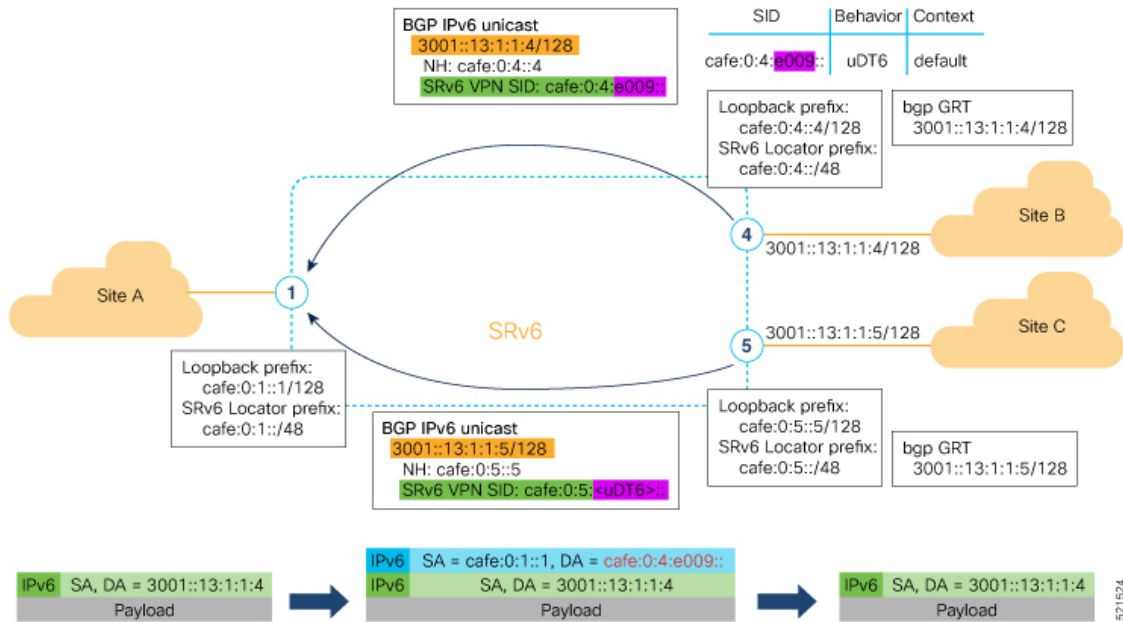 BGP IPv6 unicast
3001::13:1:1:4/128
NH: cafe:0:4::4
SRv6 VPN SID: cafe:0:4:e009::
SID Behavior Context
cafe:0:4:e009:: uDT6 default
Loopback prefix:
cafe:0:4::4/128
SRv6 Locator prefix:
cafe:0:4::/48
bgp GRT
3001::13:1:1:4/128
Site A
1
SRv6
4
3001::13:1:1:4/128
Site B
5
3001::13:1:1:5/128
Site C
Loopback prefix:
cafe:0:1::1/128
SRv6 Locator prefix:
cafe:0:1::/48
BGP IPv6 unicast
3001::13:1:1:5/128
NH: cafe:0:5::5
SRv6 VPN SID: cafe:0:5:<uDT6>::
Loopback prefix:
cafe:0:5::5/128
SRv6 Locator prefix:
cafe:0:5::/48
bgp GRT
3001::13:1:1:5/128
IPv6 SA, DA = 3001::13:1:1:4
Payload
IPv6 SA = cafe:0:1::1, DA = cafe:0:4:e009::
IPv6 SA, DA = 3001::13:1:1:4
Payload
IPv6 SA, DA = 3001::13:1:1:4
Payload
521524